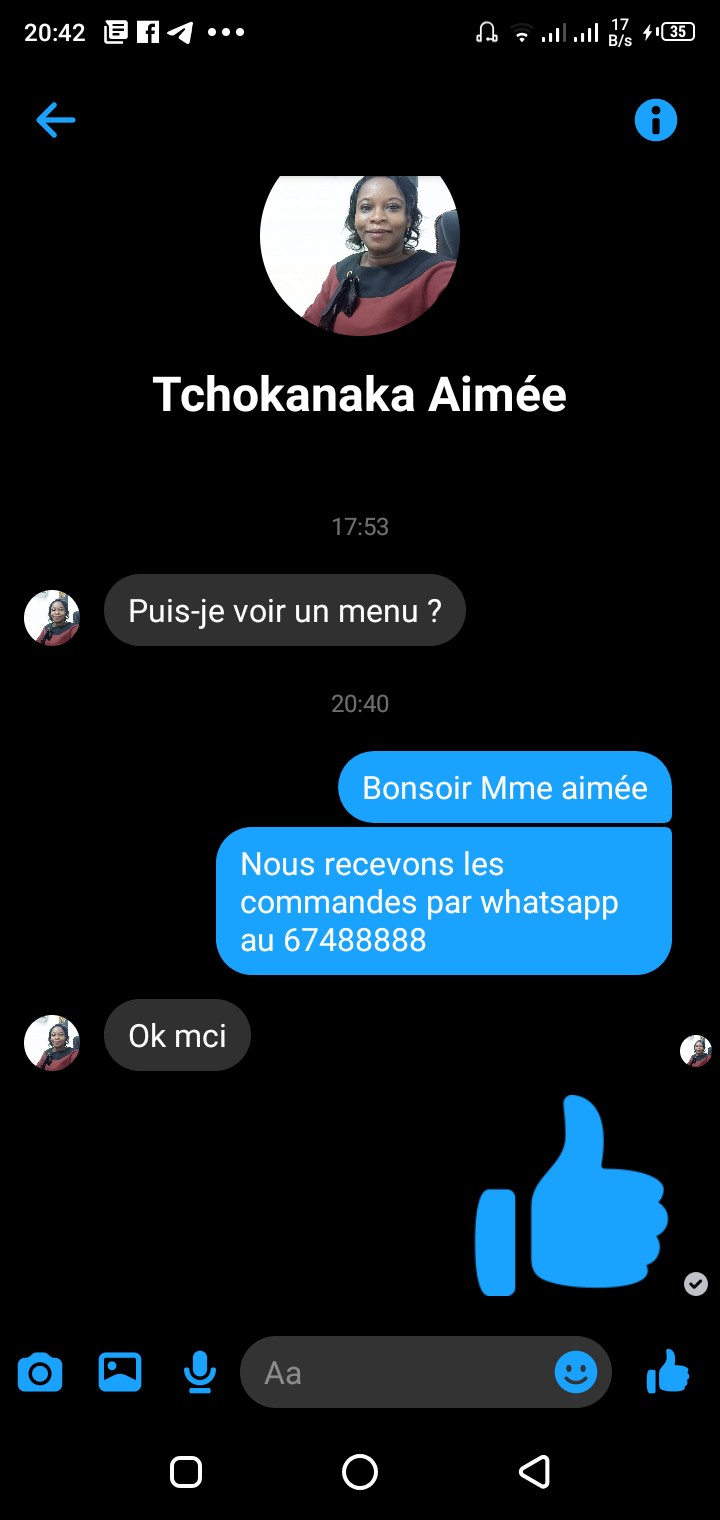 20:42
17
B/s
35
Tchokanaka Aimée
17:53
Puis-je voir un menu ?
20:40
Bonsoir Mme aimée
Nous recevons les
commandes par whatsapp
au 67488888
Ok mci
Aa